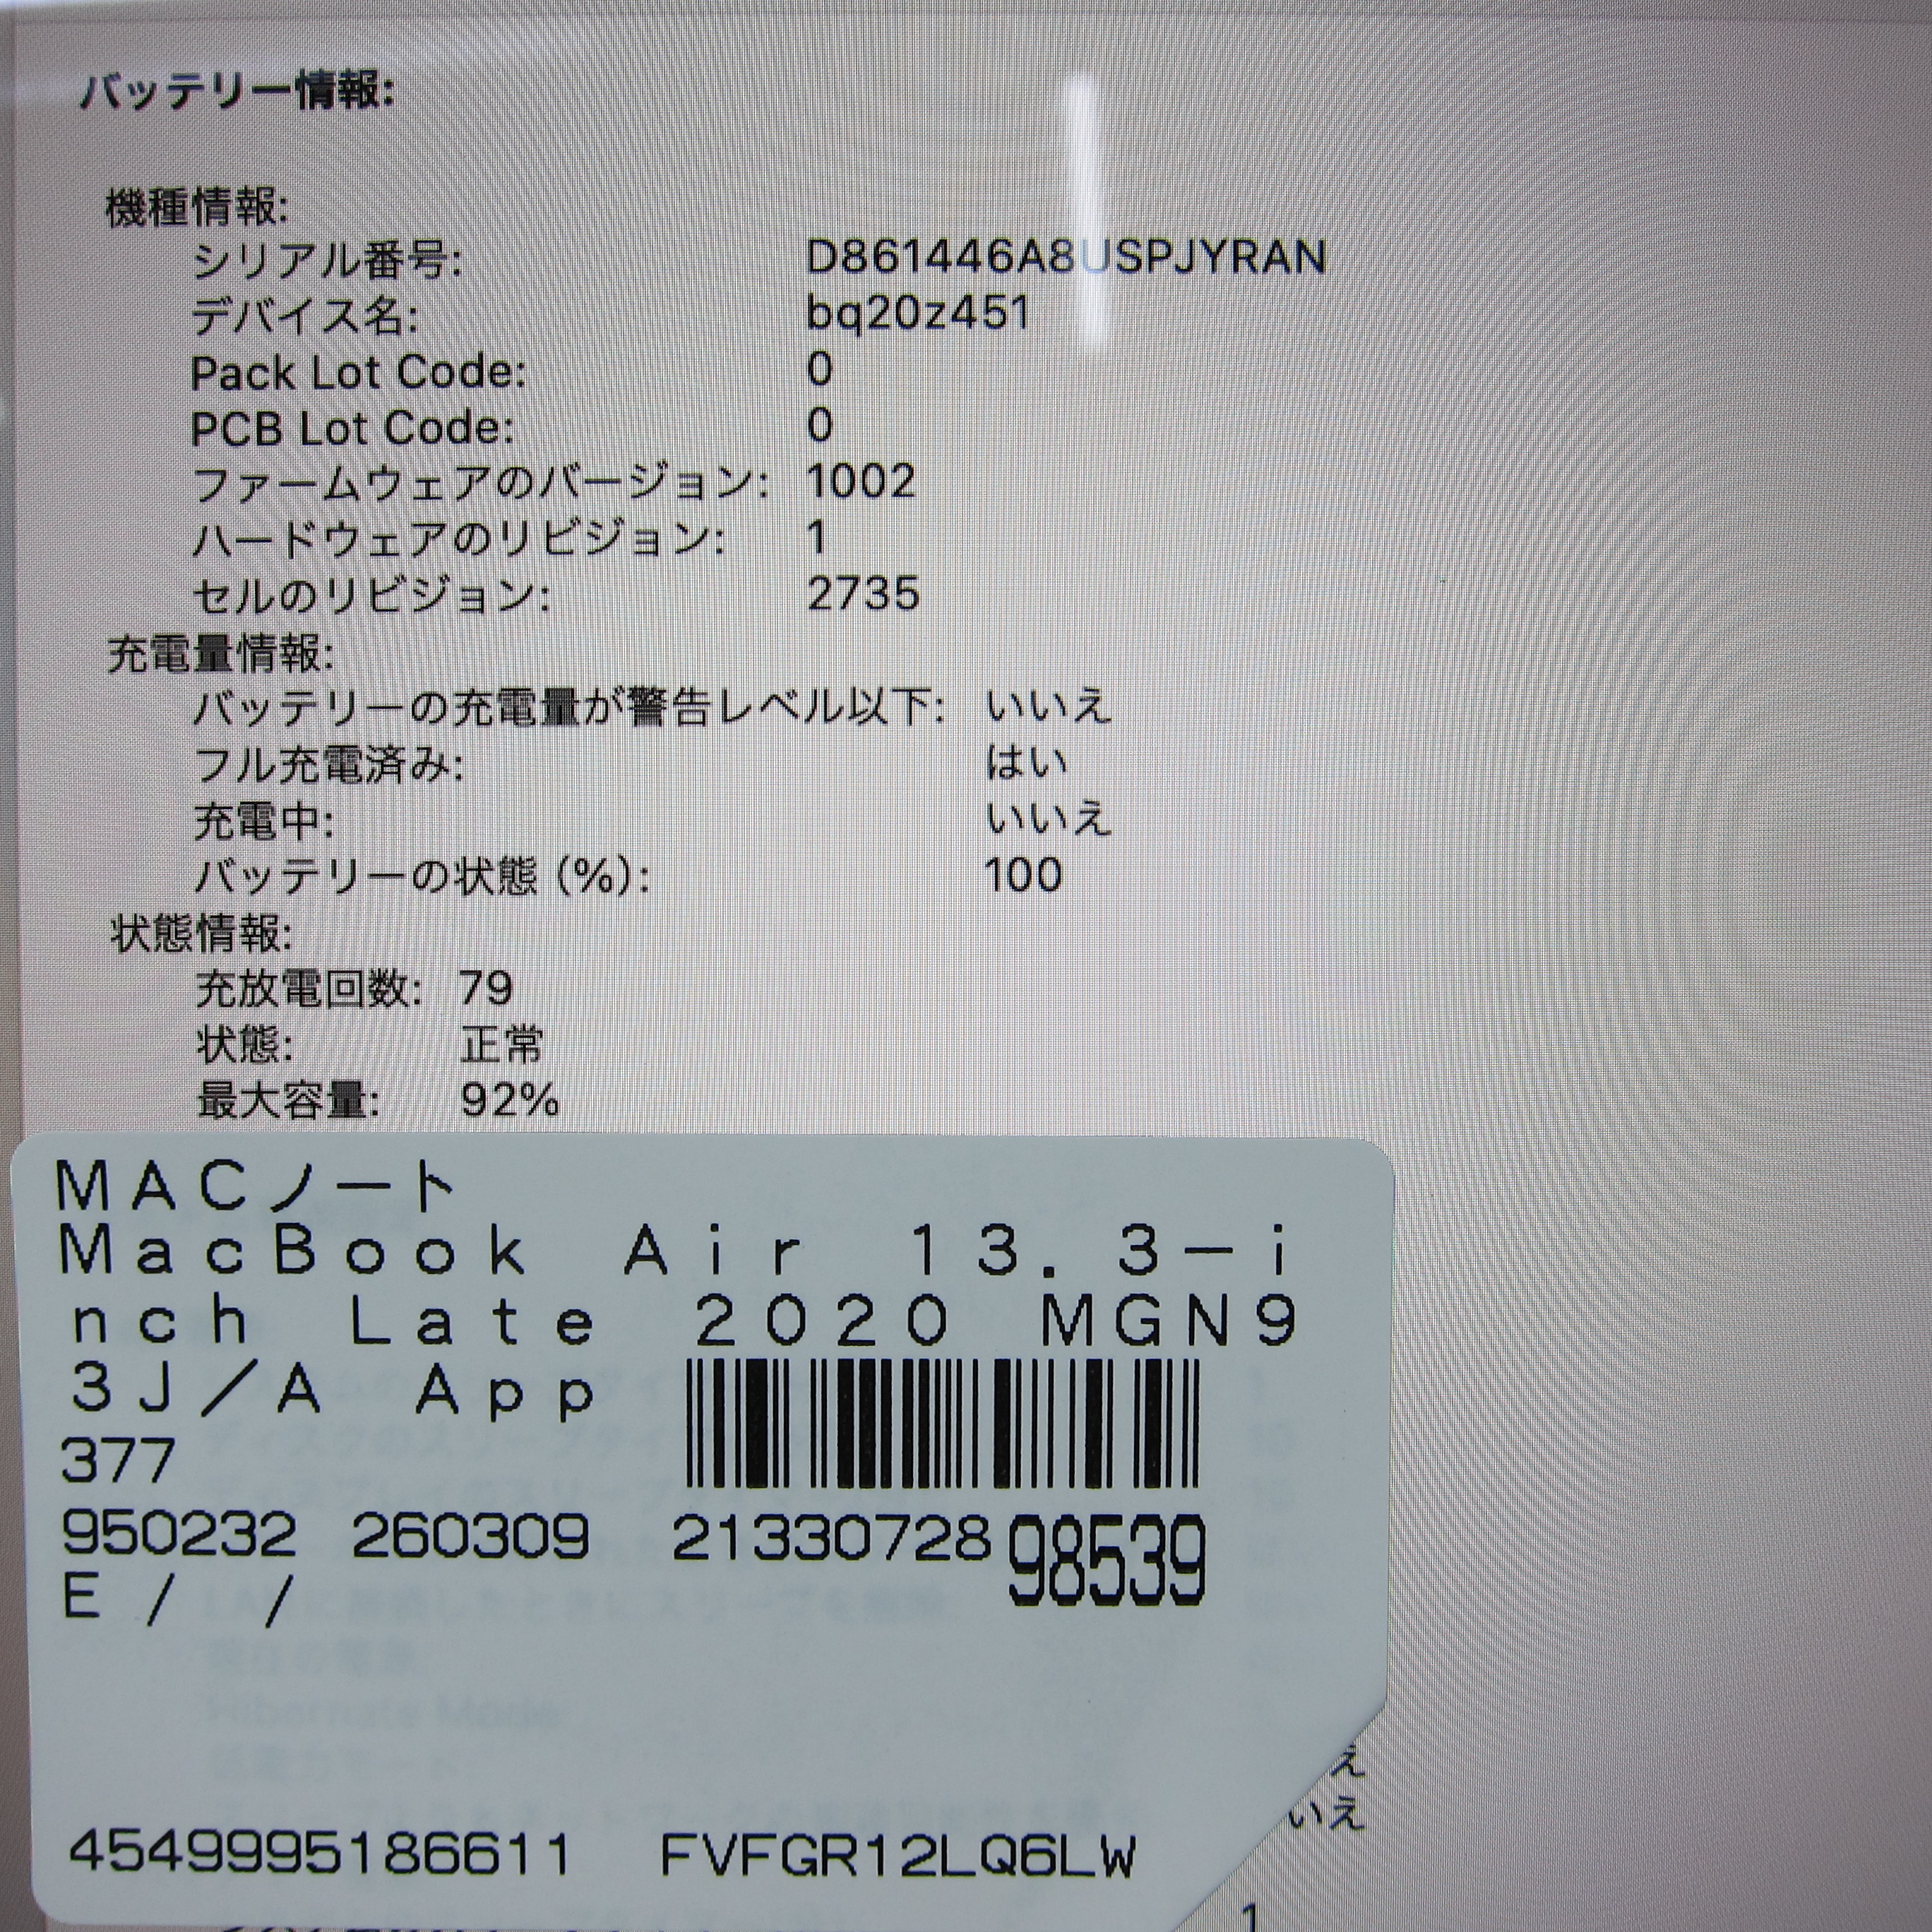 バッテリー情報:
機種情報:
シリアル番号: D861446A8USPJYRAN
デバイス名: bq20z451
Pack Lot Code: 0
PCB Lot Code: 0
ファームウェアのバージョン: 1002
ハードウェアのリビジョン: 1
セルのリビジョン: 2735
充電量情報:
バッテリーの充電量が警告レベル以下: いいえ
フル充電済み: はい
充電中: いいえ
バッテリーの状態 (%): 100
状態情報:
充放電回数: 79
状態: 正常
最大容量: 92%
MACノート
MacBook Air 13.3－i
nch Late 2020 MGN9
3J／A App
377
950232 260309 21330728 98539
E / /
Hibernate Mode
え
いえ
4549995186611 FVFGR12LQ6LW
1